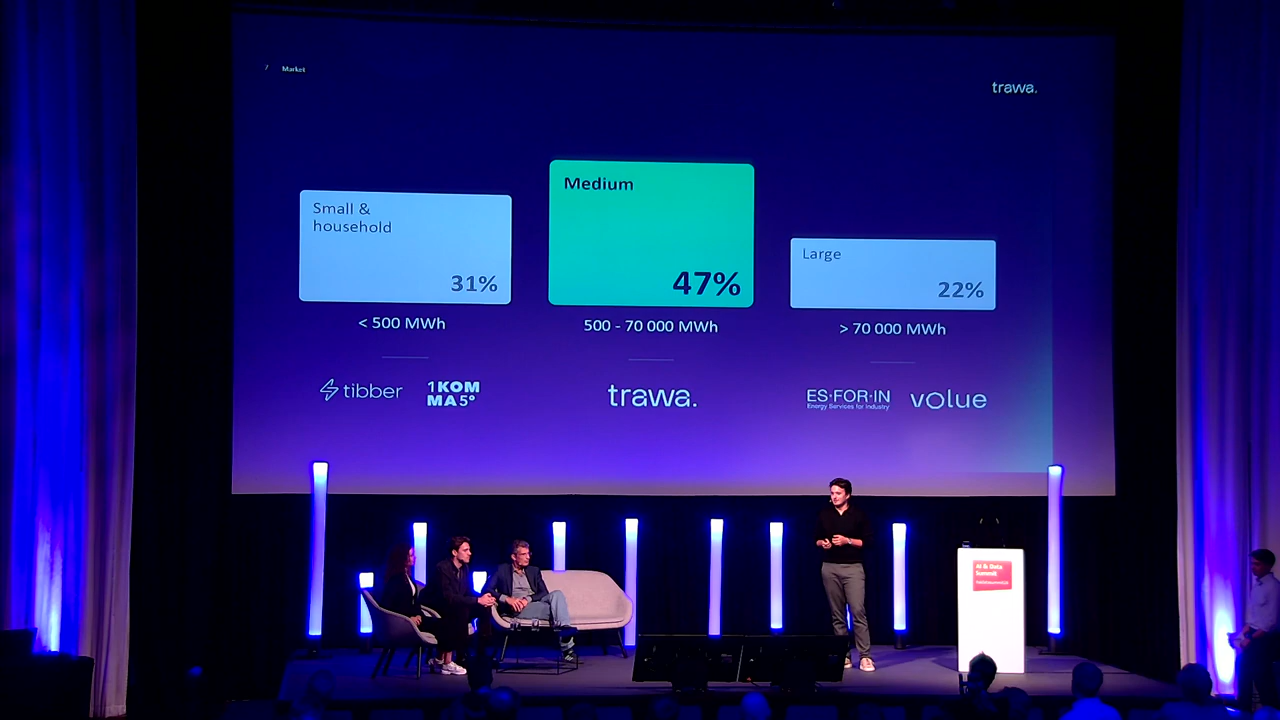 7 Market
trawa.
Small &
household
31%
< 500 MWh
tibber
1KOM
MA5°
Medium
47%
500 - 70 000 MWh
trawa.
Large
22%
> 70 000 MWh
ES·FOR·IN
Energy Services for Industry
volue
AI & Data
Summit